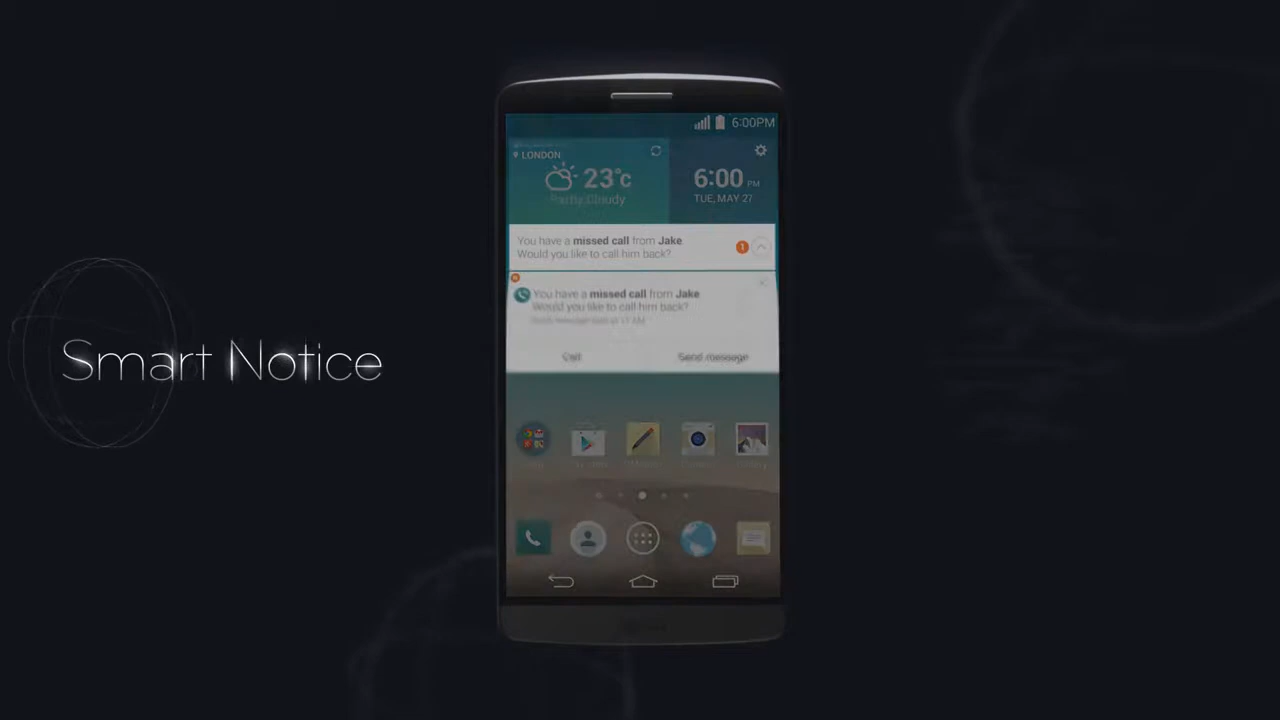 Smart Notice
6:00PM
LONDON
23°c
Partly Cloudy
6:00 PM
TUE, MAY 27
You have a missed call from Jake
Would you like to call him back?
1
You have a missed call from Jake
Would you like to call him back?
Call
Send message